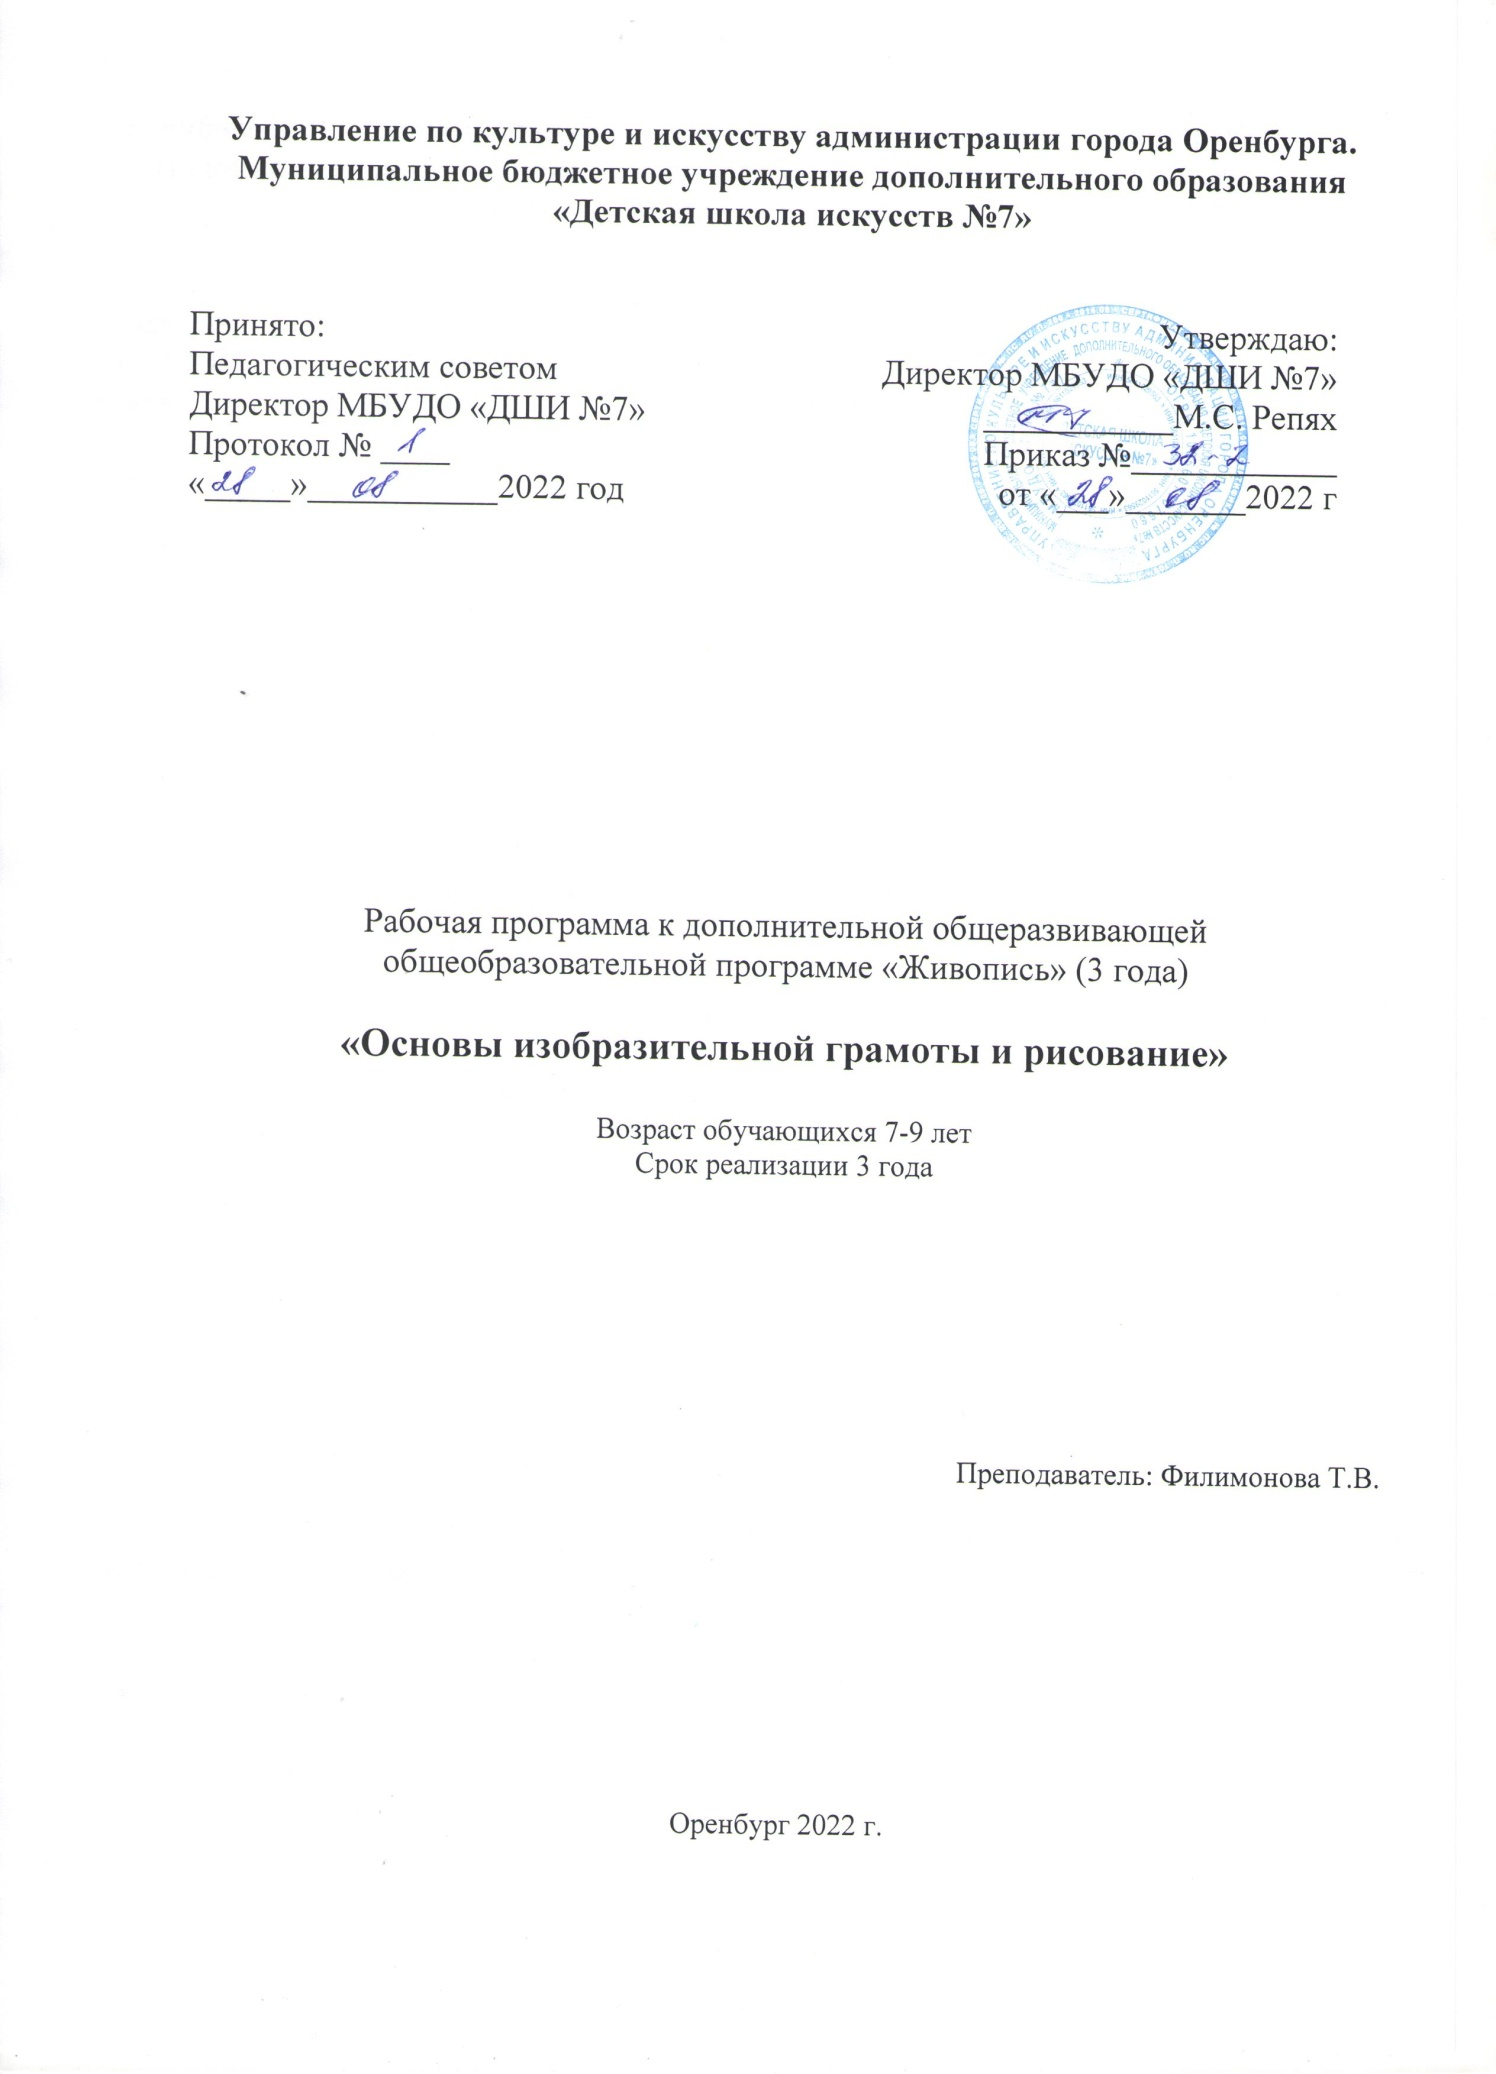 Управление по культуре и искусству администрации города Оренбурга.
Муниципальное бюджетное учреждение дополнительного образования
«Детская школа искусств №7»
Принято:
Педагогическим советом
Директор МБУДО «ДШИ №7»
Протокол № 1
«28» 08 2022 год
Утверждаю:
Директор МБУДО «ДШИ №7»
М.С. Репях
Приказ № 32-2
от «28» 08 2022 г
Рабочая программа к дополнительной общеразвивающей
общеобразовательной программе «Живопись» (3 года)
«Основы изобразительной грамоты и рисование»
Возраст обучающихся 7-9 лет
Срок реализации 3 года
Преподаватель: Филимонова Т.В.
Оренбург 2022 г.